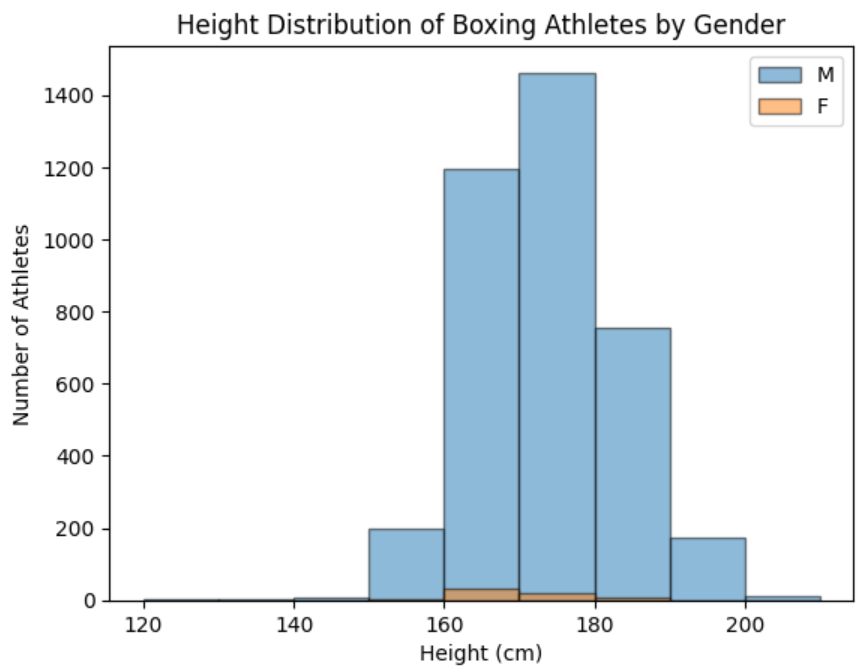 Height Distribution of Boxing Athletes by Gender
M
F
1400
1200
1000
800
600
400
200
0
Number of Athletes
120 140 160 180 200
Height (cm)